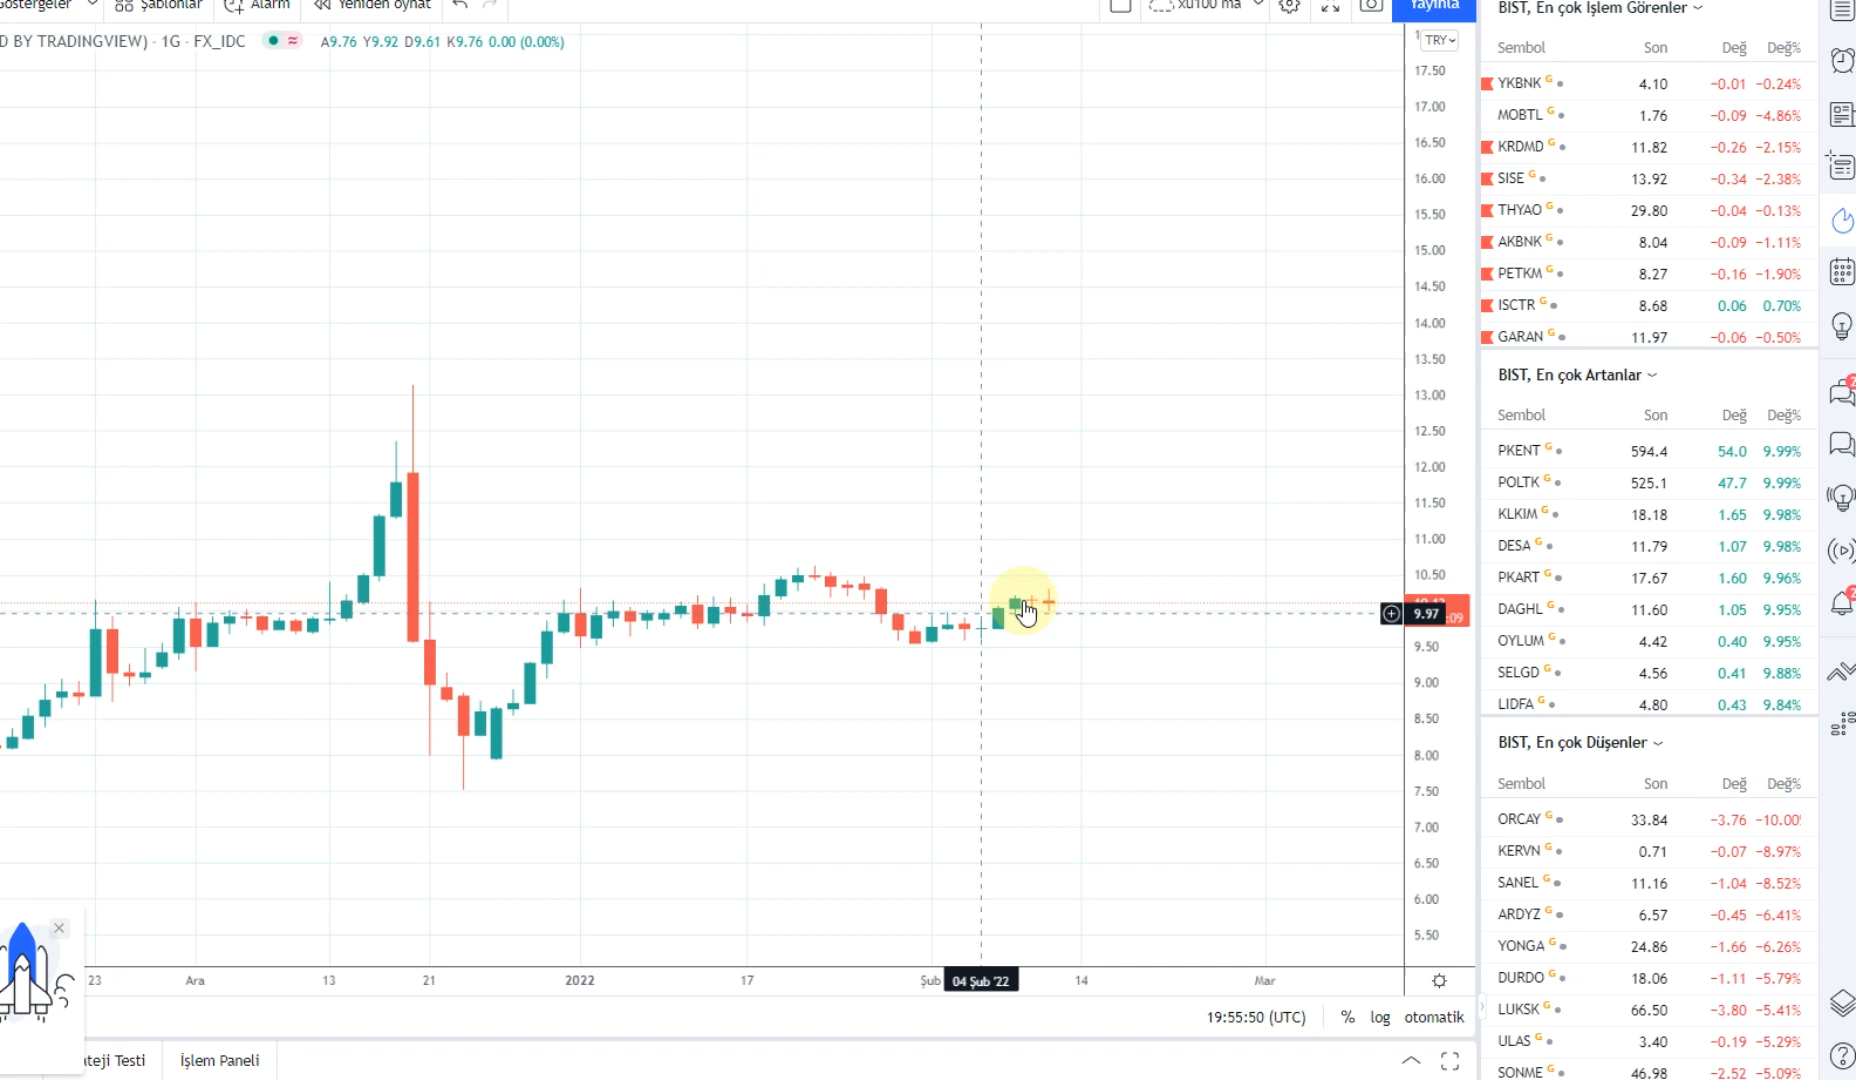 Göstergeler
Şablonlar
Alarm
Yeniden oynat
xu100 ma
Yayınla
D BY TRADINGVIEW) · 1G · FX_IDC
A9.76 Y9.92 D9.61 K9.76 0.00 (0.00%)
TRY
17.50
17.00
16.50
16.00
15.50
15.00
14.50
14.00
13.50
13.00
12.50
12.00
11.50
11.00
10.50
9.97
:09
9.50
9.00
8.50
8.00
7.50
7.00
6.50
6.00
5.50
23
Ara
13
21
2022
17
Şub
04 Şub '22
14
Mar
19:55:50 (UTC)
%
log
otomatik
teji Testi
İşlem Paneli
BIST, En çok İşlem Görenler
Sembol Son Değ Değ%
YKBNK G 4.10 −0.01 −0.24%
MOBTL G 1.76 −0.09 −4.86%
KRDMD G 11.82 −0.26 −2.15%
SISE G 13.92 −0.34 −2.38%
THYAO G 29.80 −0.04 −0.13%
AKBNK G 8.04 −0.09 −1.11%
PETKM G 8.27 −0.16 −1.90%
ISCTR G 8.68 0.06 0.70%
GARAN G 11.97 −0.06 −0.50%
BIST, En çok Artanlar
Sembol Son Değ Değ%
PKENT G 594.4 54.0 9.99%
POLTK G 525.1 47.7 9.99%
KLKIM G 18.18 1.65 9.98%
DESA G 11.79 1.07 9.98%
PKART G 17.67 1.60 9.96%
DAGHL G 11.60 1.05 9.95%
OYLUM G 4.42 0.40 9.95%
SELGD G 4.56 0.41 9.88%
LIDFA G 4.80 0.43 9.84%
BIST, En çok Düşenler
Sembol Son Değ Değ%
ORCAY G 33.84 −3.76 −10.00
KERVN G 0.71 −0.07 −8.97%
SANEL G 11.16 −1.04 −8.52%
ARDYZ G 6.57 −0.45 −6.41%
YONGA G 24.86 −1.66 −6.26%
DURDO G 18.06 −1.11 −5.79%
LUKSK G 66.50 −3.80 −5.41%
ULAS G 3.40 −0.19 −5.29%
SONME G 46.98 −2.52 −5.09%